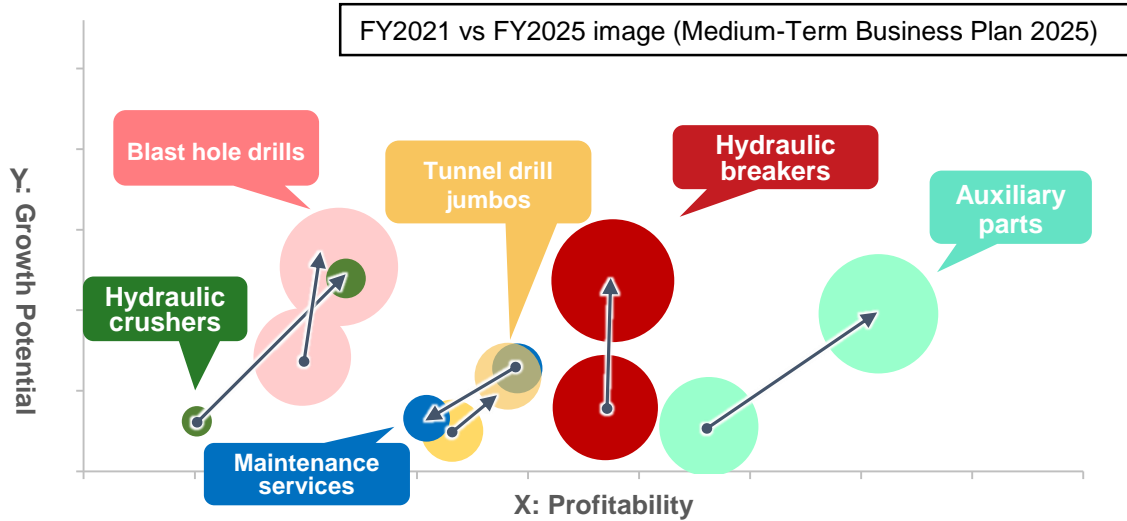 FY2021 vs FY2025 image (Medium-Term Business Plan 2025)
Blast hole drills
Tunnel drill
jumbos
Hydraulic
breakers
Auxiliary
parts
Hydraulic
crushers
Maintenance
services
Y: Growth Potential
X: Profitability